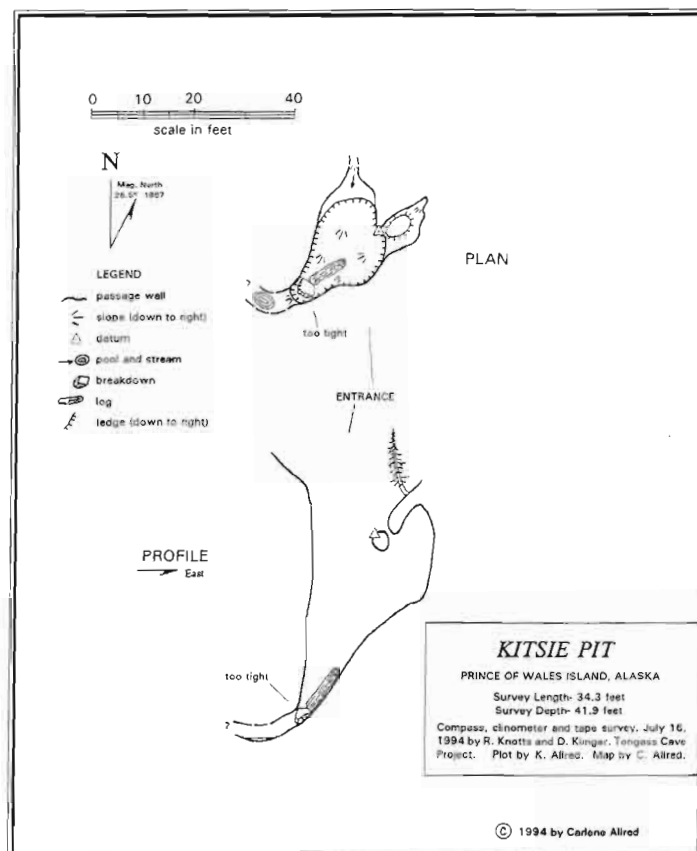 0 10 20 40
scale in feet
N
Mag. North
PLAN
LEGEND
passage wall
slope (down to right)
datum
pool and stream
breakdown
log
ledge (down to right)
?
too tight
ENTRANCE
PROFILE
East
too tight
?
KITSIE PIT
PRINCE OF WALES ISLAND, ALASKA
Survey Length- 34.3 feet
Survey Depth- 41.9 feet
Compass, clinometer and tape survey. July 16,
1994 by R. Knotts and D. Tongass Cave
Project. Plot by K. Allred. Map by C. Allred.
© 1994 by Carlene Allred